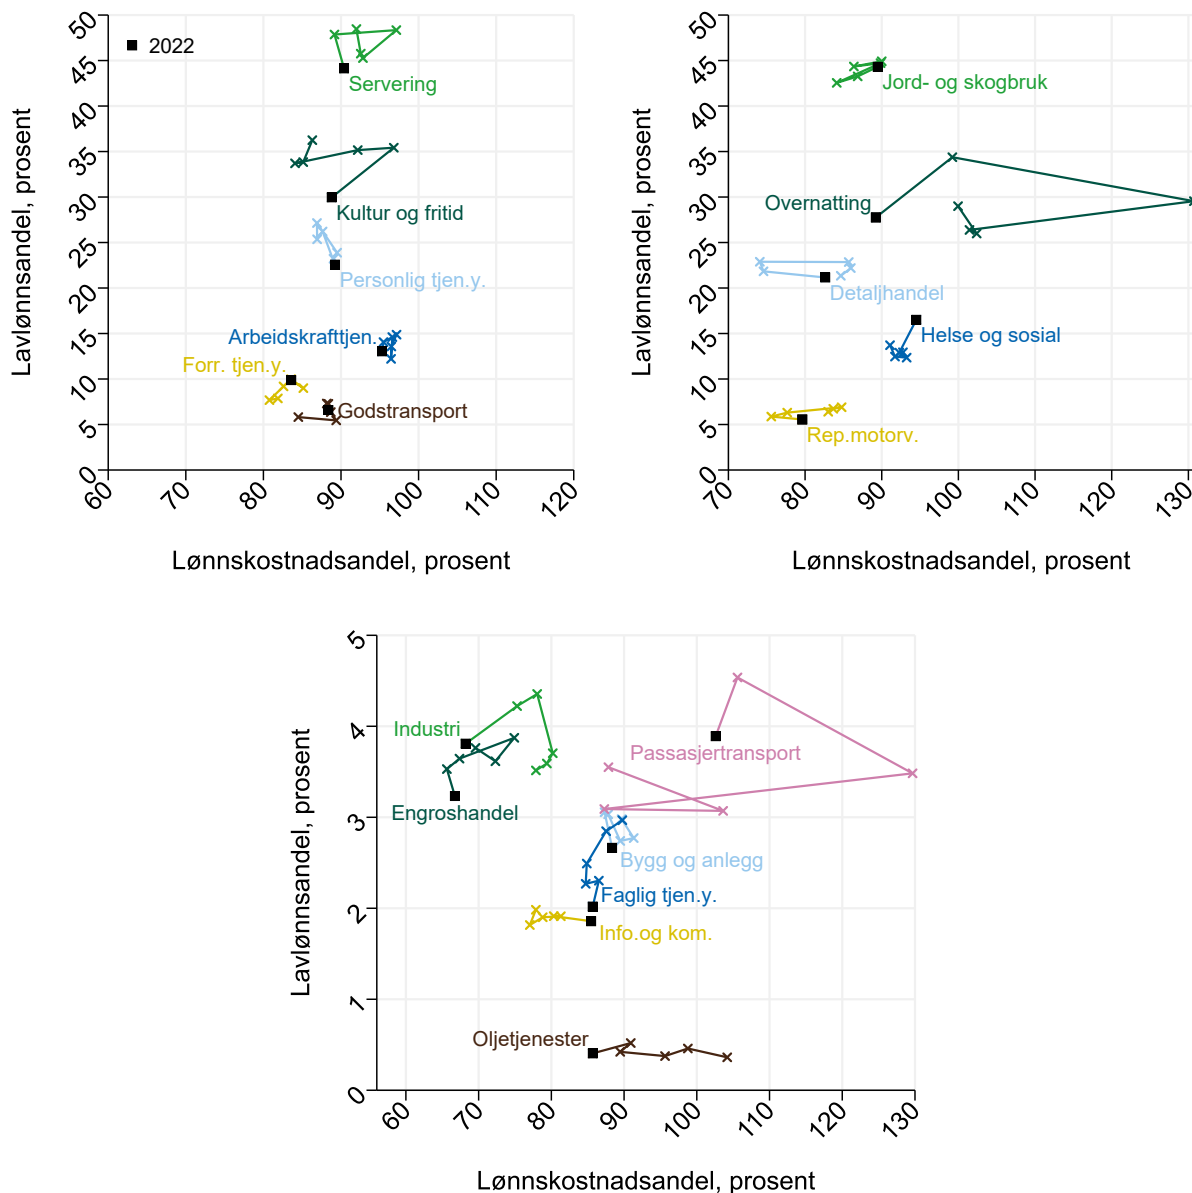 50
45
40
35
30
25
20
15
10
5
0
Lavlønnsandel, prosent
2022
Servering
Kultur og fritid
Personlig tjen.y.
Arbeidskrafttjen.
Forr. tjen.y.
Godstransport
60 70 80 90 100 110 120
Lønnskostnadsandel, prosent
50
45
40
35
30
25
20
15
10
5
0
Lavlønnsandel, prosent
Jord- og skogbruk
Overnatting
Detaljhandel
Helse og sosial
Rep.motorv.
70 80 90 100 110 120 130
Lønnskostnadsandel, prosent
5
4
3
2
1
0
Lavlønnsandel, prosent
Industri
Passasjertransport
Engroshandel
Bygg og anlegg
Faglig tjen.y.
Info.og kom.
Oljetjenester
60 70 80 90 100 110 120 130
Lønnskostnadsandel, prosent